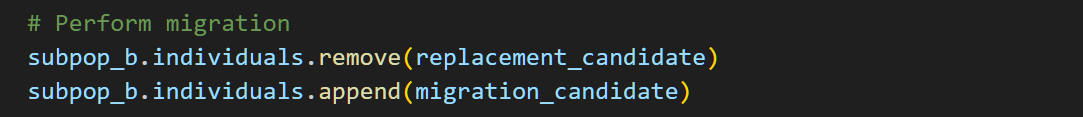 # Perform migration
subpop_b.individuals.remove(replacement_candidate)
subpop_b.individuals.append(migration_candidate)